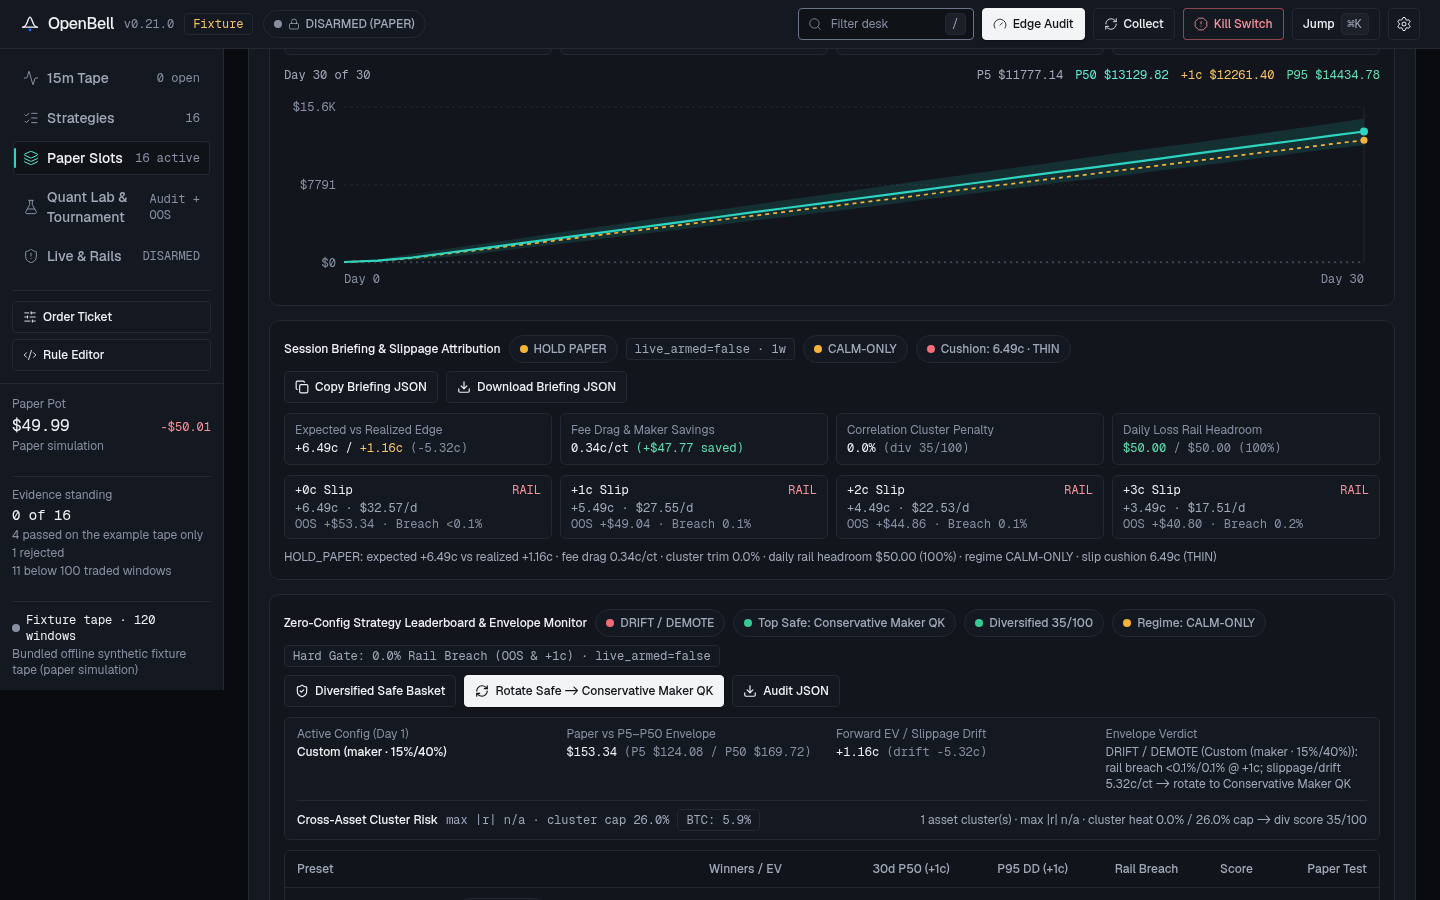 OpenBell v0.21.0 Fixture DISARMED (PAPER) Filter desk / Edge Audit Collect Kill Switch Jump ⌘K
15m Tape 0 open
Strategies 16
Paper Slots 16 active
Quant Lab & Tournament Audit + OOS
Live & Rails DISARMED
Order Ticket
Rule Editor
Paper Pot
$49.99 -$50.01
Paper simulation
Evidence standing
0 of 16
4 passed on the example tape only
1 rejected
11 below 100 traded windows
Fixture tape · 120
windows
Bundled offline synthetic fixture
tape (paper simulation)
Day 30 of 30 P5 $11777.14 P50 $13129.82 +1c $12261.40 P95 $14434.78
$15.6K
$7791
$0
Day 0 Day 30
Session Briefing & Slippage Attribution HOLD PAPER live_armed=false · 1w CALM-ONLY Cushion: 6.49c · THIN
Copy Briefing JSON Download Briefing JSON
Expected vs Realized Edge
+6.49c / +1.16c (-5.32c)
Fee Drag & Maker Savings
0.34c/ct (+$47.77 saved)
Correlation Cluster Penalty
0.0% (div 35/100)
Daily Loss Rail Headroom
$50.00 / $50.00 (100%)
+0c Slip RAIL
+6.49c · $32.57/d
OOS +$53.34 · Breach <0.1%
+1c Slip RAIL
+5.49c · $27.55/d
OOS +$49.04 · Breach 0.1%
+2c Slip RAIL
+4.49c · $22.53/d
OOS +$44.86 · Breach 0.1%
+3c Slip RAIL
+3.49c · $17.51/d
OOS +$40.80 · Breach 0.2%
HOLD_PAPER: expected +6.49c vs realized +1.16c · fee drag 0.34c/ct · cluster trim 0.0% · daily rail headroom $50.00 (100%) · regime CALM-ONLY · slip cushion 6.49c (THIN)
Zero-Config Strategy Leaderboard & Envelope Monitor DRIFT / DEMOTE Top Safe: Conservative Maker QK Diversified 35/100 Regime: CALM-ONLY
Hard Gate: 0.0% Rail Breach (OOS & +1c) · live_armed=false
Diversified Safe Basket Rotate Safe -> Conservative Maker QK Audit JSON
Active Config (Day 1)
Custom (maker · 15%/40%)
Paper vs P5–P50 Envelope
$153.34 (P5 $124.08 / P50 $169.72)
Forward EV / Slippage Drift
+1.16c (drift -5.32c)
Envelope Verdict
DRIFT / DEMOTE (Custom (maker · 15%/40%)):
rail breach <0.1%/0.1% @ +1c; slippage/drift
5.32c/ct -> rotate to Conservative Maker QK
Cross-Asset Cluster Risk max |r| n/a · cluster cap 26.0% BTC: 5.9% 1 asset cluster(s) · max |r| n/a · cluster heat 0.0% / 26.0% cap -> div score 35/100
Preset Winners / EV 30d P50 (+1c) P95 DD (+1c) Rail Breach Score Paper Test